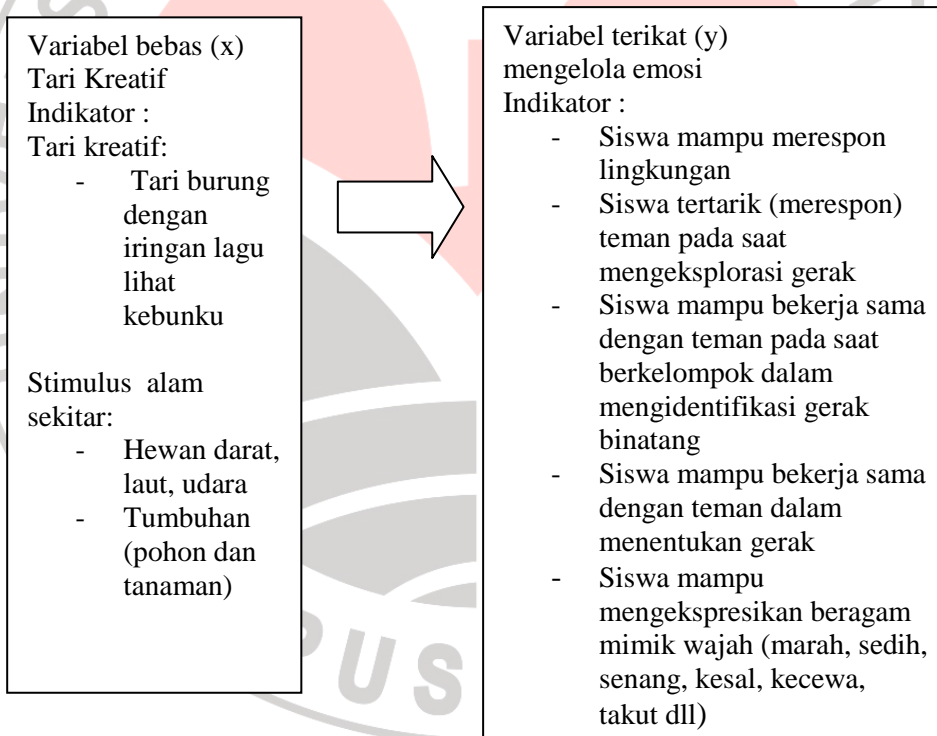 Variabel bebas (x)
Tari Kreatif
Indikator :
Tari kreatif:
- Tari burung
dengan
iringan lagu
lihat
kebunku
Stimulus alam
sekitar:
- Hewan darat,
laut, udara
- Tumbuhan
(pohon dan
tanaman)
Variabel terikat (y)
mengelola emosi
Indikator :
- Siswa mampu merespon
lingkungan
- Siswa tertarik (merespon)
teman pada saat
mengeksplorasi gerak
- Siswa mampu bekerja sama
dengan teman pada saat
berkelompok dalam
mengidentifikasi gerak
binatang
- Siswa mampu bekerja sama
dengan teman dalam
menentukan gerak
- Siswa mampu
mengekspresikan beragam
mimik wajah (marah, sedih,
senang, kesal, kecewa,
takut dll)
PUS